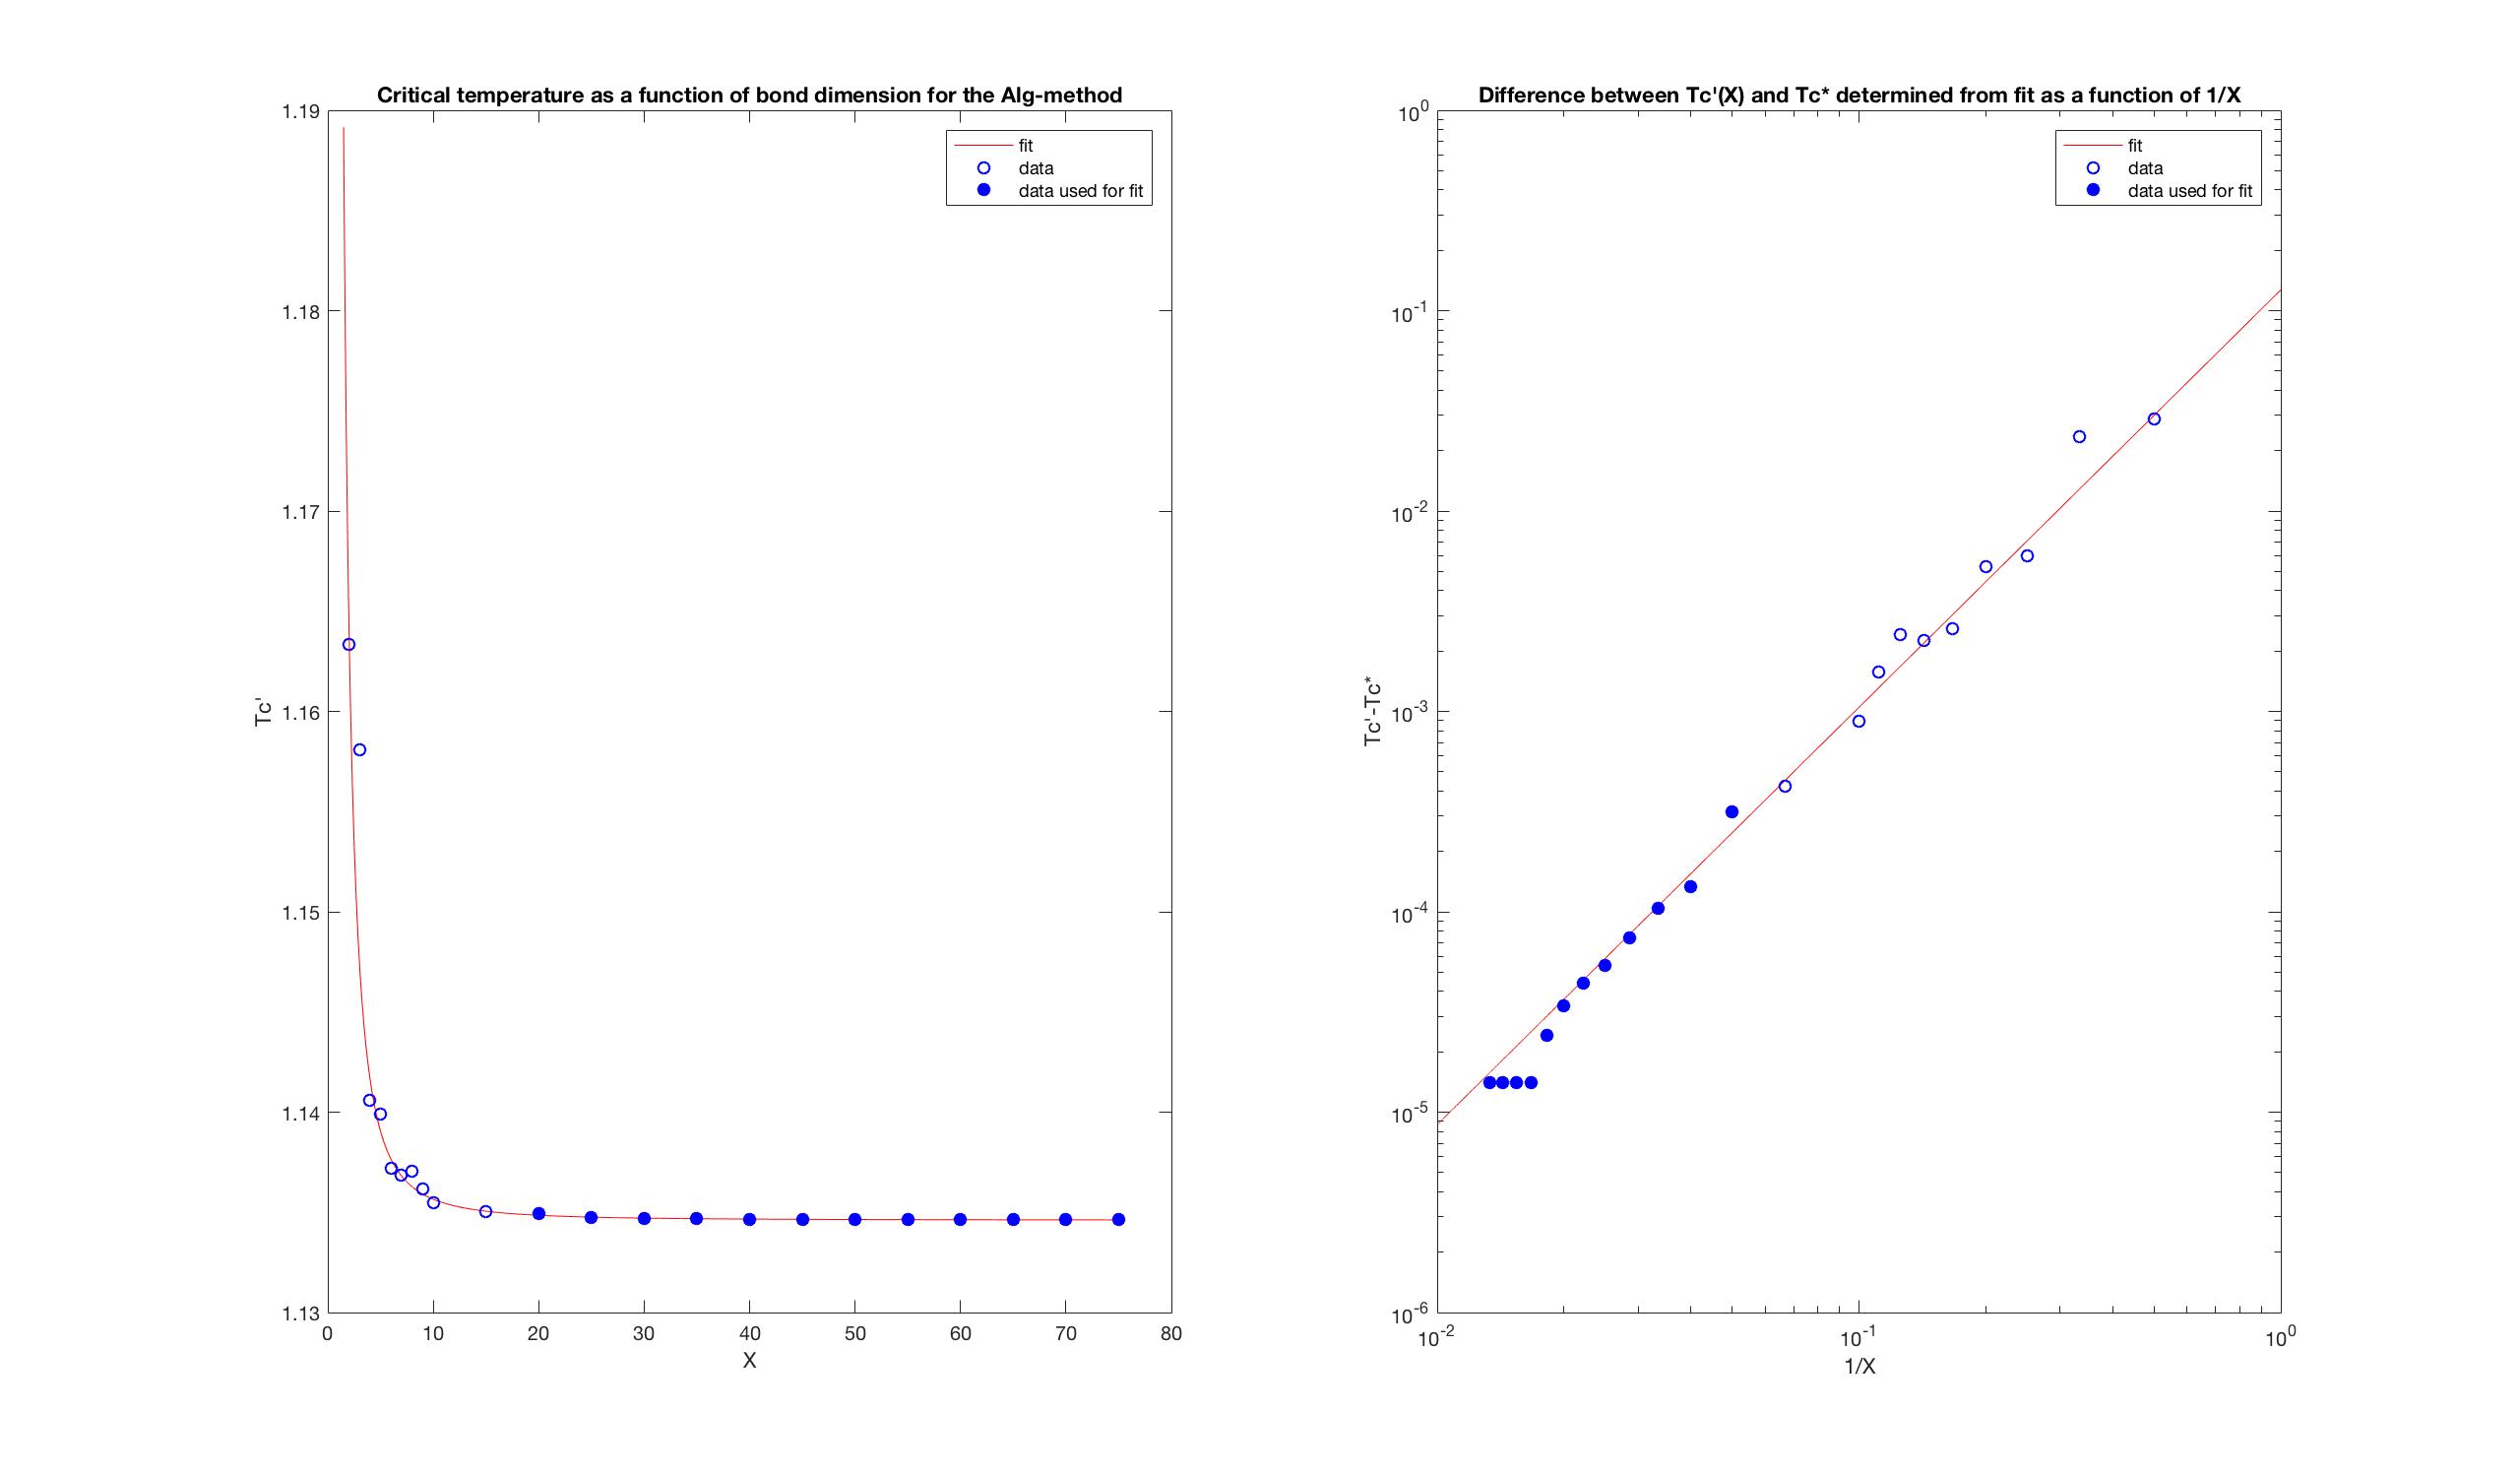 Critical temperature as a function of bond dimension for the Alg-method
1.19
1.18
1.17
1.16
1.15
1.14
1.13
Tc'
0 10 20 30 40 50 60 70 80
X
fit
data
data used for fit
Difference between Tc'(X) and Tc* determined from fit as a function of 1/X
10^0
10^-1
10^-2
10^-3
10^-4
10^-5
10^-6
Tc'-Tc*
10^-2 10^-1 10^0
1/X
fit
data
data used for fit